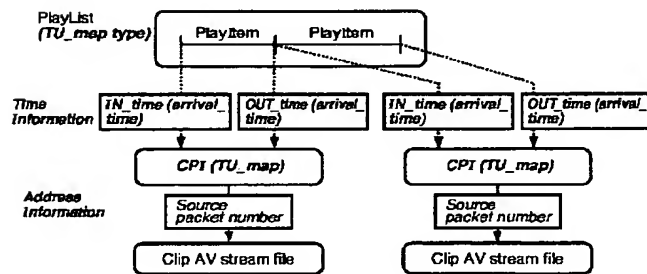 PlayList
(TU_map type)
PlayItem PlayItem
Time
Information
IN_time (arrival_
time)
OUT_time (arrival_
time)
IN_time (arrival_
time)
OUT_time (arrival_
time)
CPI (TU_map)
CPI (TU_map)
Address
Information
Source
packet number
Source
packet number
Clip AV stream file
Clip AV stream file